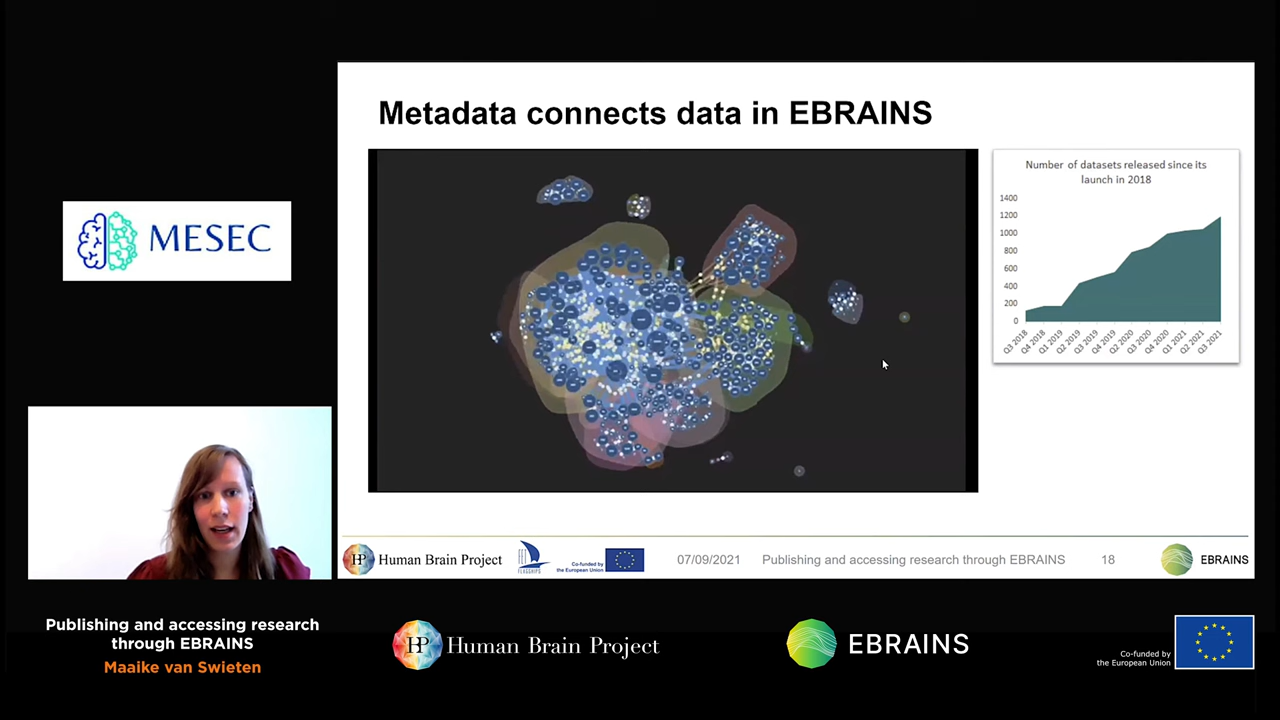 Metadata connects data in EBRAINS
Number of datasets released since its
launch in 2018
1400
1200
1000
800
600
400
200
0
Q3 2018
Q4 2018
Q1 2019
Q2 2019
Q3 2019
Q4 2019
Q2 2020
Q3 2020
Q4 2020
Q1 2021
Q2 2021
Q3 2021
MESEC
HBP
Human Brain Project
FET
FLAGSHIPS
Co-funded by
the European Union
07/09/2021
Publishing and accessing research through EBRAINS
18
EBRAINS
Publishing and accessing research
through EBRAINS
Maaike van Swieten
HBP
Human Brain Project
EBRAINS
Co-funded by
the European Union